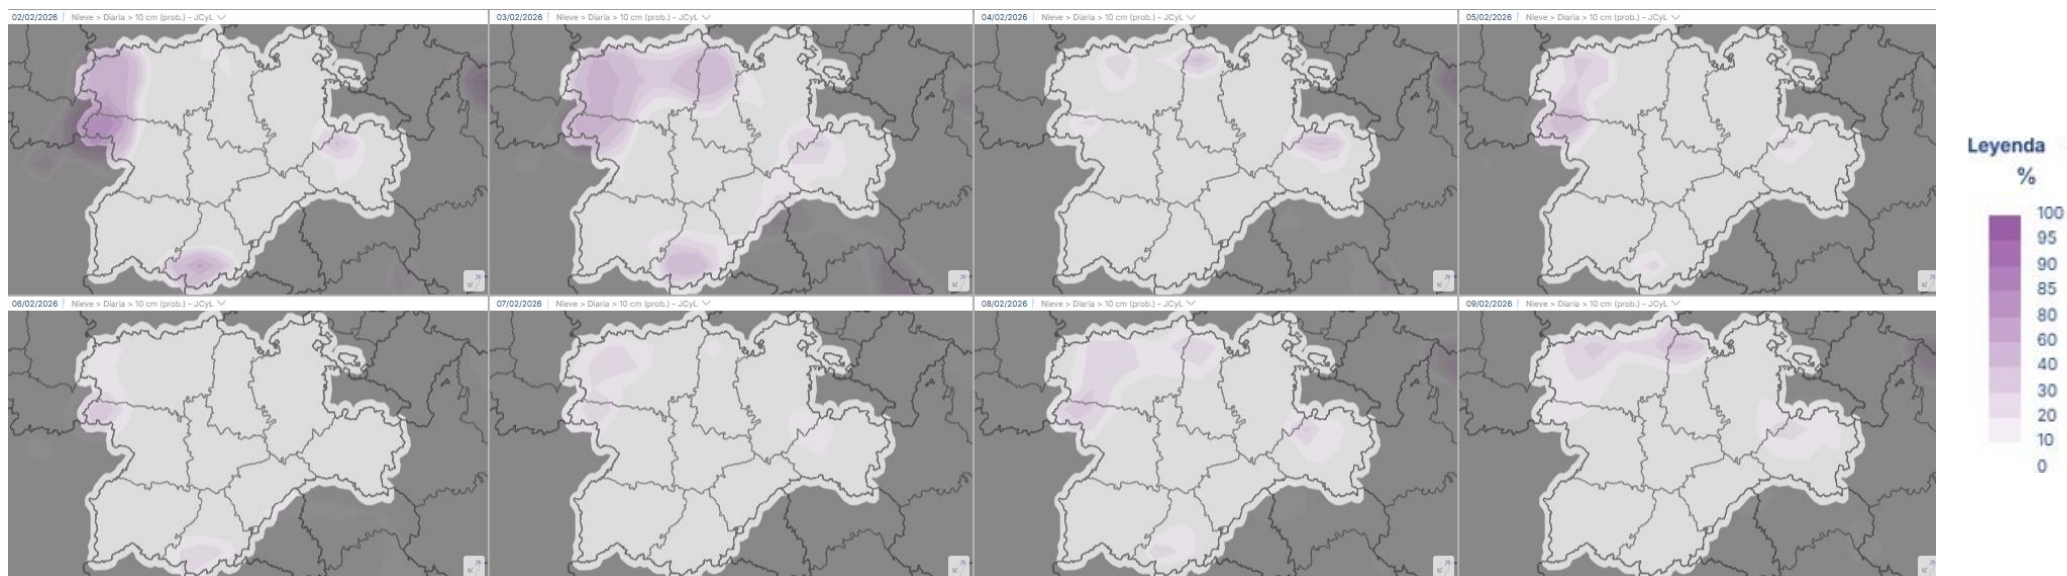 02/02/2026 Nieve > Diaria > 10 cm (prob.) - JCyL
03/02/2026 Nieve > Diaria > 10 cm (prob.) - JCyL
04/02/2026 Nieve > Diaria > 10 cm (prob.) - JCyL
05/02/2026 Nieve > Diaria > 10 cm (prob.) - JCyL
06/02/2026 Nieve > Diaria > 10 cm (prob.) - JCyL
07/02/2026 Nieve > Diaria > 10 cm (prob.) - JCyL
08/02/2026 Nieve > Diaria > 10 cm (prob.) - JCyL
09/02/2026 Nieve > Diaria > 10 cm (prob.) - JCyL
Leyenda
%
100
95
90
85
80
60
40
30
20
10
0